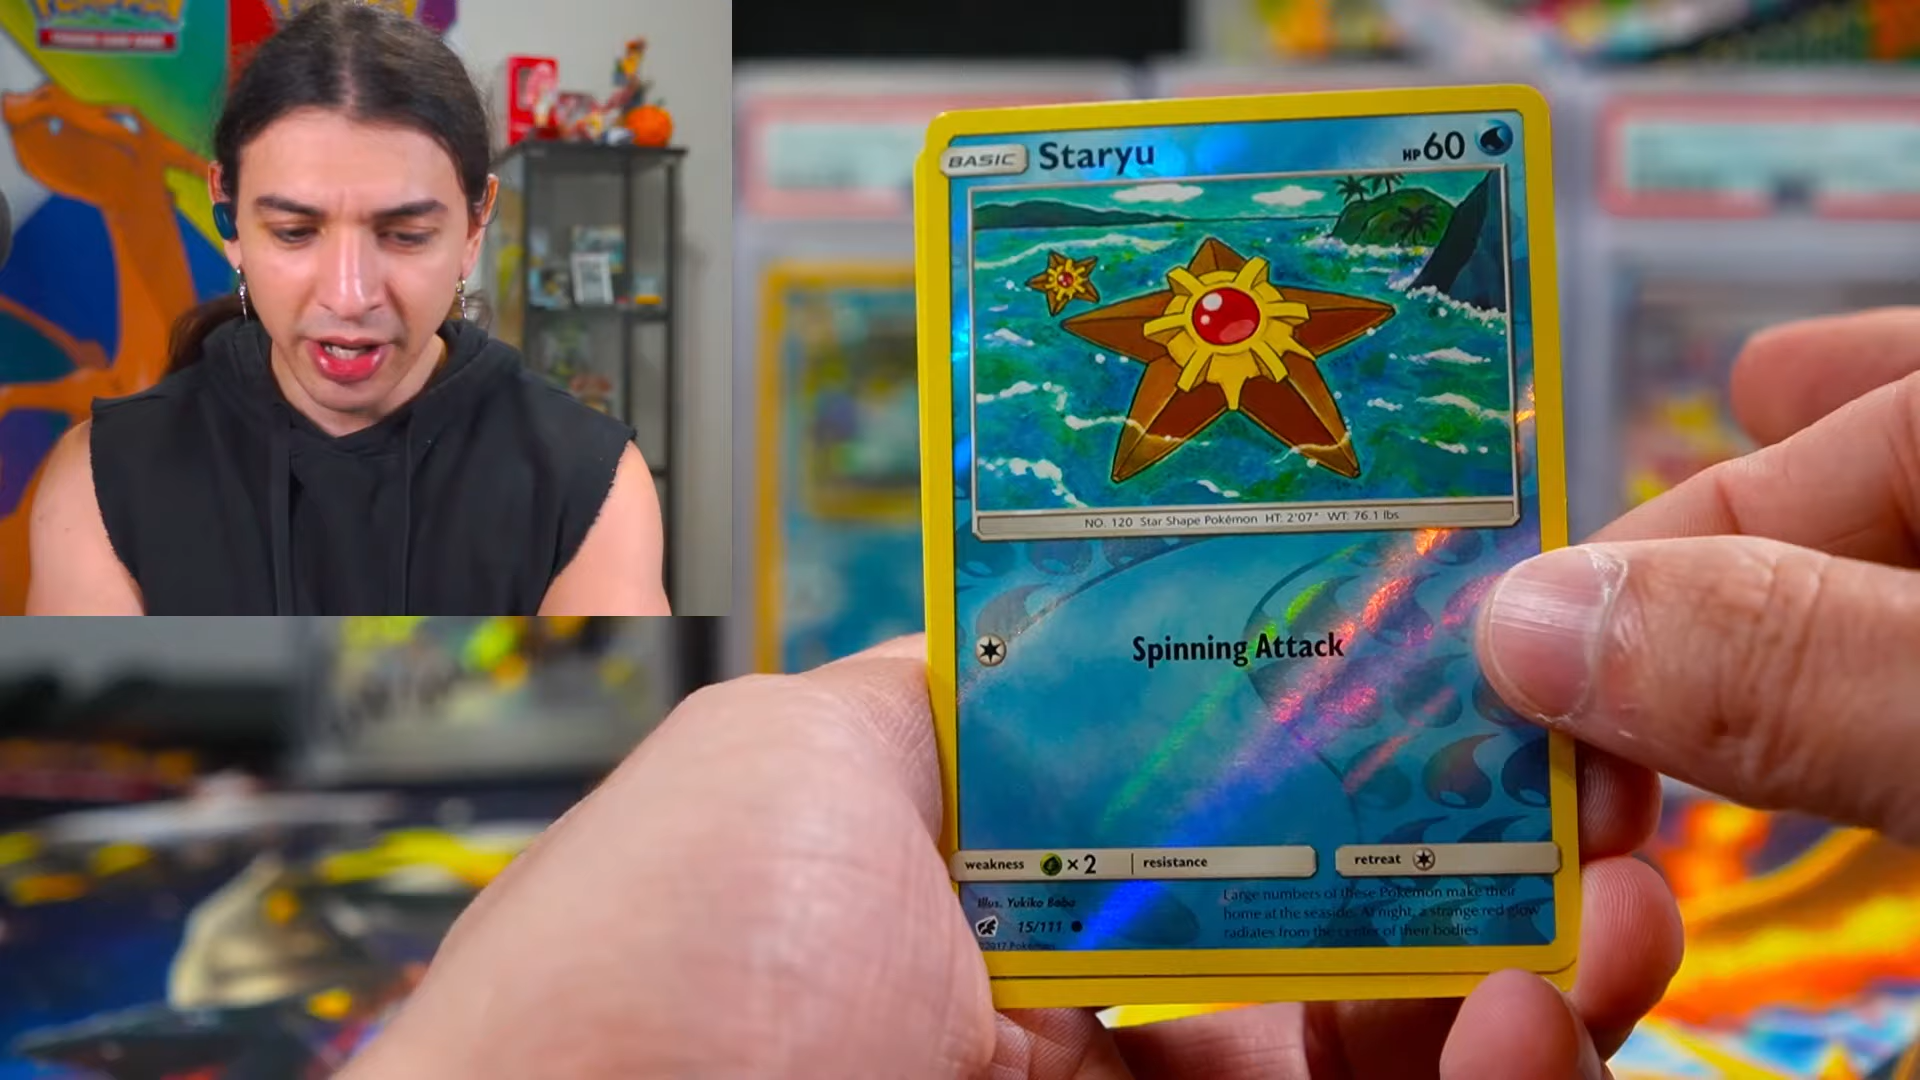 BASIC Staryu HP60
NO. 120 Star Shape Pokémon HT: 2'07" WT: 76.1 lbs
Spinning Attack
weakness ×2 resistance retreat
Illus. Yukiko Baba
15/111
©2017 Pokémon
Large numbers of these Pokémon make their
home at the seaside. At night, a strange red glow
radiates from the center of their bodies.